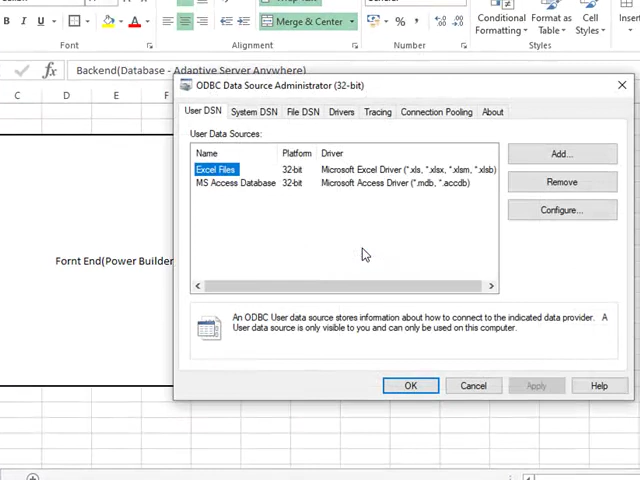 B I U
Merge & Center
% ,
Conditional
Formatting
Format as
Table
Cell
Styles
Font
Alignment
Number
Styles
fx Backend(Database - Adaptive Server Anywhere)
C D E F
Fornt End(Power Builder
ODBC Data Source Administrator (32-bit)
User DSN System DSN File DSN Drivers Tracing Connection Pooling About
User Data Sources:
Name Platform Driver
Excel Files 32-bit Microsoft Excel Driver (*.xls, *.xlsx, *.xlsm, *.xlsb)
MS Access Database 32-bit Microsoft Access Driver (*.mdb, *.accdb)
Add...
Remove
Configure...
An ODBC User data source stores information about how to connect to the indicated data provider. A
User data source is only visible to you and can only be used on this computer.
OK Cancel Apply Help